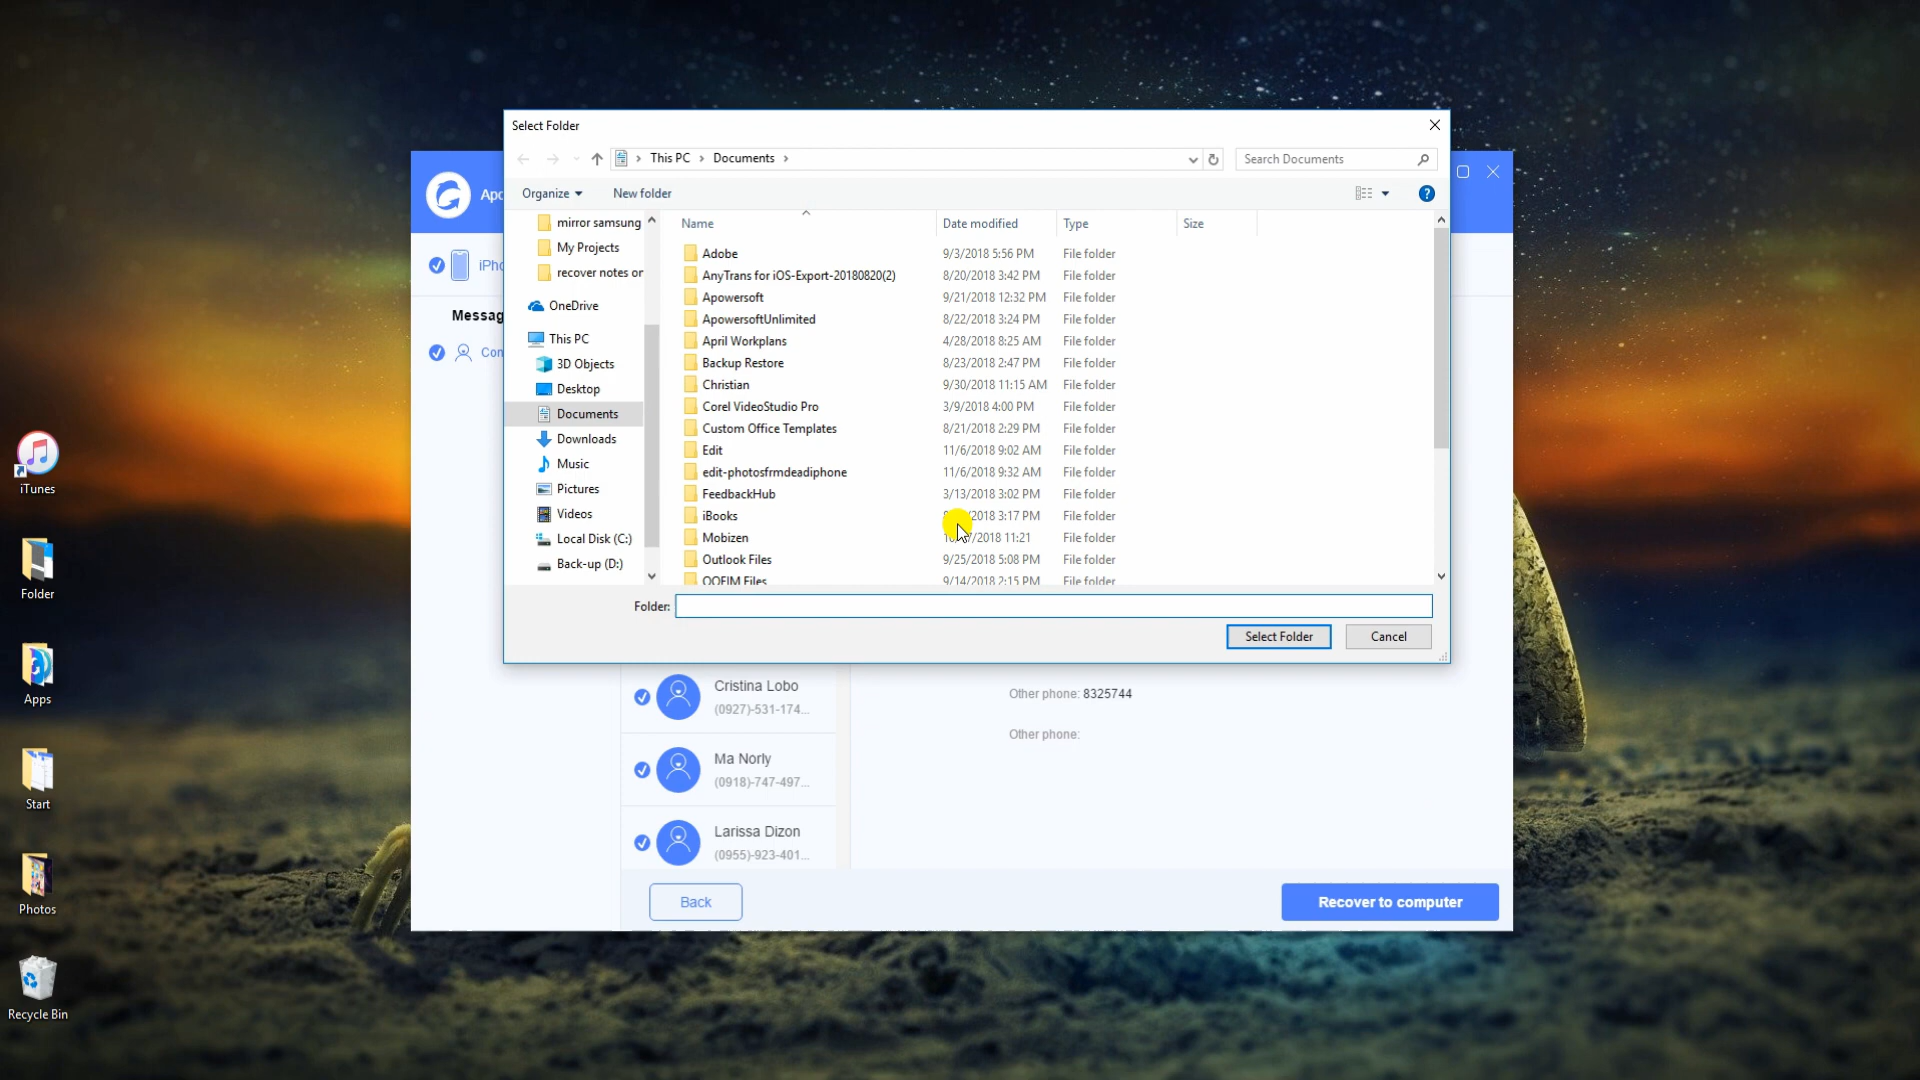 Select Folder
This PC > Documents >
Search Documents
Organize
New folder
Name
Date modified
Type
Size
mirror samsung
My Projects
recover notes or
OneDrive
This PC
3D Objects
Desktop
Documents
Downloads
Music
Pictures
Videos
Local Disk (C:)
Back-up (D:)
Adobe 9/3/2018 5:56 PM File folder
AnyTrans for iOS-Export-20180820(2) 8/20/2018 3:42 PM File folder
Apowersoft 9/21/2018 12:32 PM File folder
ApowersoftUnlimited 8/22/2018 3:24 PM File folder
April Workplans 4/28/2018 8:25 AM File folder
Backup Restore 8/23/2018 2:47 PM File folder
Christian 9/30/2018 11:15 AM File folder
Corel VideoStudio Pro 3/9/2018 4:00 PM File folder
Custom Office Templates 8/21/2018 2:29 PM File folder
Edit 11/6/2018 9:02 AM File folder
edit-photosfrmdeadiphone 11/6/2018 9:32 AM File folder
FeedbackHub 3/13/2018 3:02 PM File folder
iBooks 3:17 PM File folder
Mobizen 11:21 File folder
Outlook Files 9/25/2018 5:08 PM File folder
OOFIM Files 9/14/2018 2:15 PM File folder
Folder:
Select Folder
Cancel
Apo
iPho
Messag
Con
Cristina Lobo
(0927)-531-174...
Ma Norly
(0918)-747-497...
Larissa Dizon
(0955)-923-401...
Other phone: 8325744
Other phone:
Back
Recover to computer
iTunes
Folder
Apps
Start
Photos
Recycle Bin